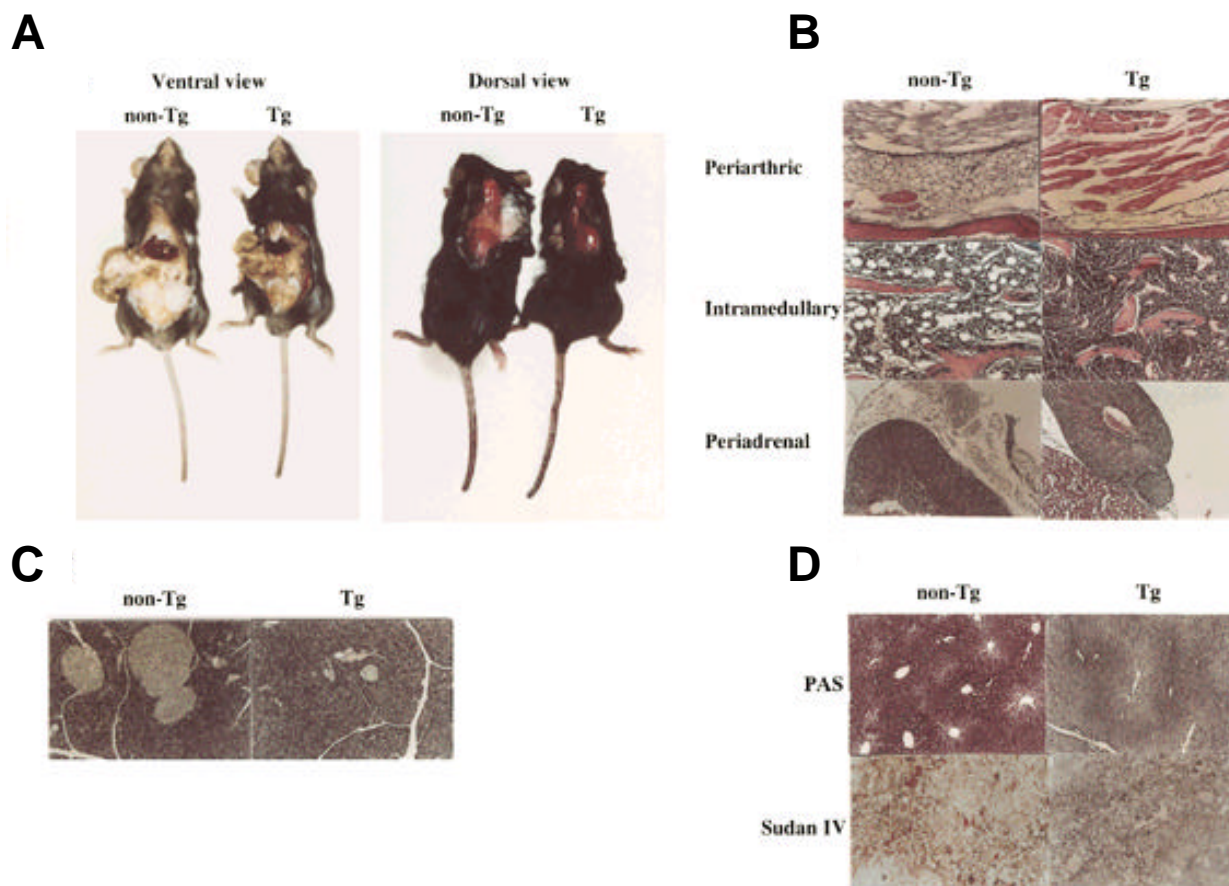 A
B
Ventral view
Dorsal view
non-Tg
Tg
non-Tg
Tg
non-Tg
Tg
Periarthric
Intramedullary
Periadrenal
C
D
non-Tg
Tg
non-Tg
Tg
PAS
Sudan IV